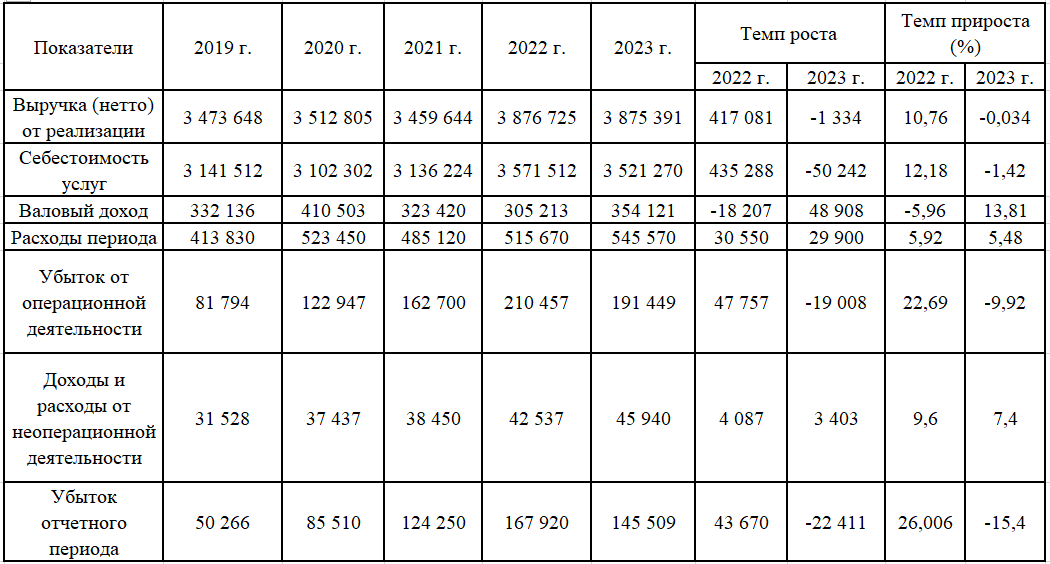 Показатели 2019 г. 2020 г. 2021 г. 2022 г. 2023 г. Темп роста Темп прироста
(%)
2022 г. 2023 г. 2022 г. 2023 г.
Выручка (нетто)
от реализации 3 473 648 3 512 805 3 459 644 3 876 725 3 875 391 417 081 -1 334 10,76 -0,034
Себестоимость
услуг 3 141 512 3 102 302 3 136 224 3 571 512 3 521 270 435 288 -50 242 12,18 -1,42
Валовый доход 332 136 410 503 323 420 305 213 354 121 -18 207 48 908 -5,96 13,81
Расходы периода 413 830 523 450 485 120 515 670 545 570 30 550 29 900 5,92 5,48
Убыток от
операционной 81 794 122 947 162 700 210 457 191 449 47 757 -19 008 22,69 -9,92
деятельности
Доходы и
расходы от
неоперационной 31 528 37 437 38 450 42 537 45 940 4 087 3 403 9,6 7,4
деятельности
Убыток
отчетного 50 266 85 510 124 250 167 920 145 509 43 670 -22 411 26,006 -15,4
периода